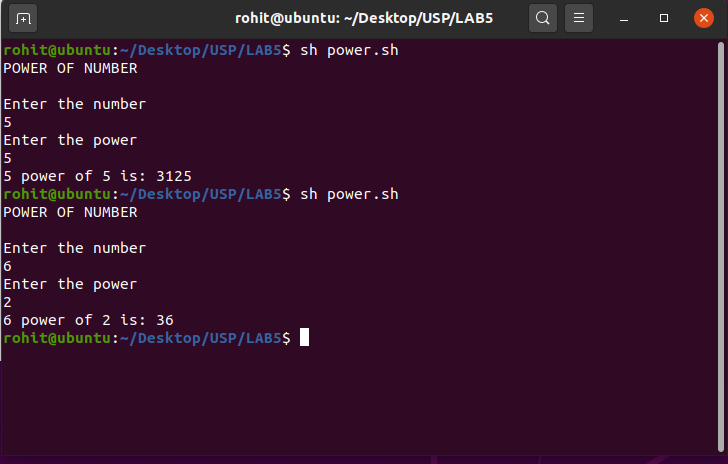 rohit@ubuntu: ~/Desktop/USP/LAB5
rohit@ubuntu:~/Desktop/USP/LAB5$ sh power.sh
POWER OF NUMBER
Enter the number
5
Enter the power
5
5 power of 5 is: 3125
rohit@ubuntu:~/Desktop/USP/LAB5$ sh power.sh
POWER OF NUMBER
Enter the number
6
Enter the power
2
6 power of 2 is: 36
rohit@ubuntu:~/Desktop/USP/LAB5$